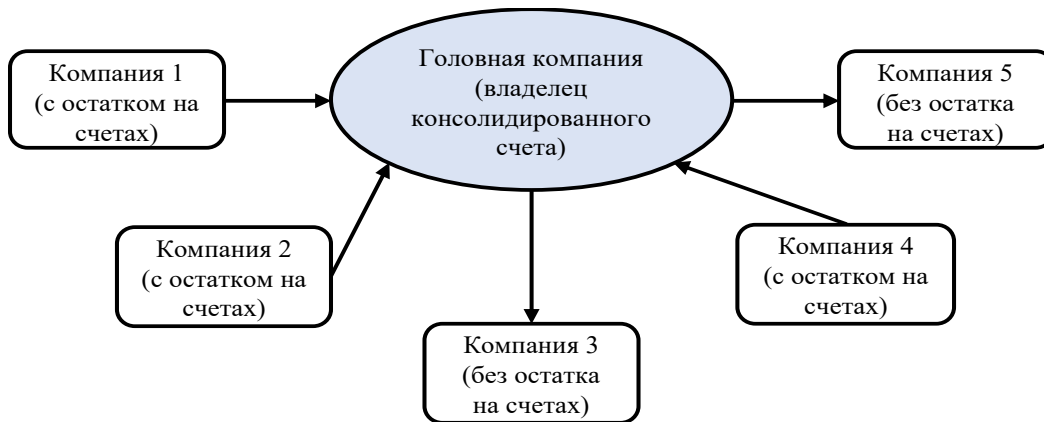 Компания 1
(с остатком на
счетах)
Головная компания
(владелец
консолидированного
счета)
Компания 5
(без остатка
на счетах)
Компания 2
(с остатком на
счетах)
Компания 3
(без остатка
на счетах)
Компания 4
(с остатком на
счетах)